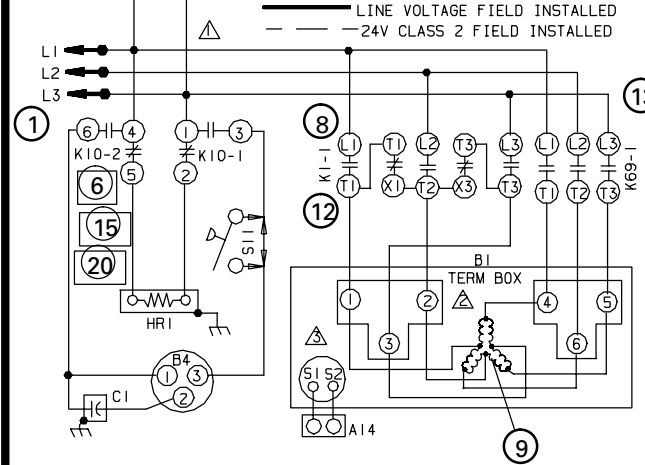 LINE VOLTAGE FIELD INSTALLED
1
24V CLASS 2 FIELD INSTALLED
L1
L2
L3
1
8
13
6 4 1 3
K10-2 K10-1
5 2
L1 T1 L2 T3 L3 L1 L2 L3
K1-1
K69-1
T1 X1 T2 X3 T3 T1 T2 T3
6
15
20
12
S11
B1
TERM BOX
1 2 2 4 5
3 6
HR1
3
B4
1 3
2
C1
S1 S2
A14
9